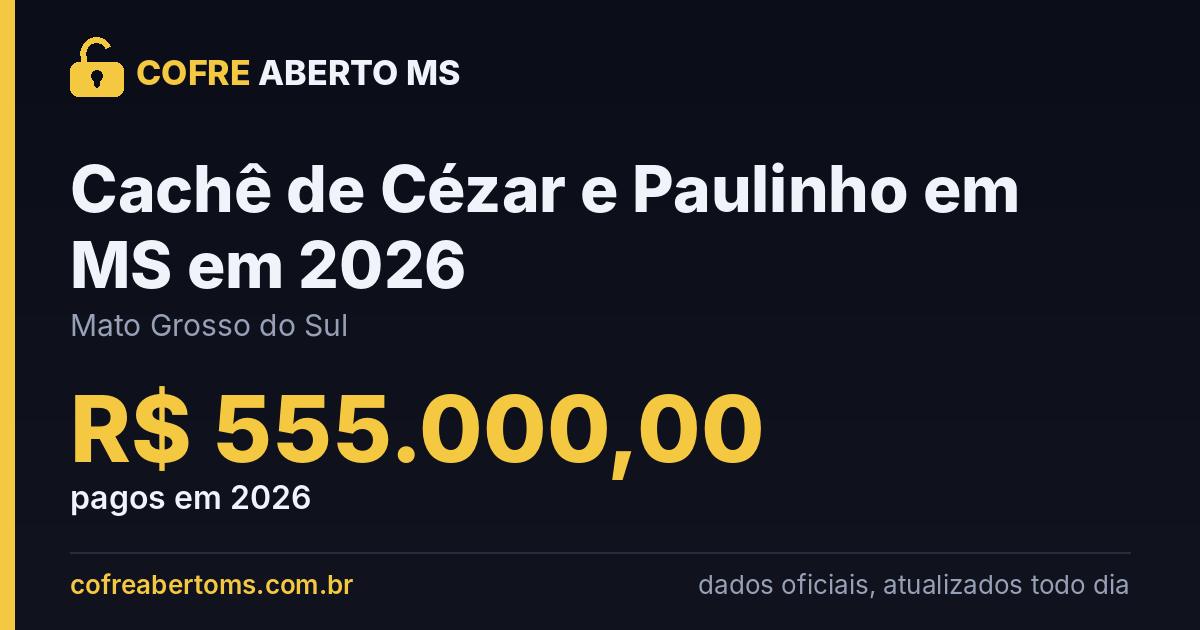 COFRE ABERTO MS
Cachê de Cézar e Paulinho em
MS em 2026
Mato Grosso do Sul
R$ 555.000,00
pagos em 2026
cofreabertoms.com.br
dados oficiais, atualizados todo dia